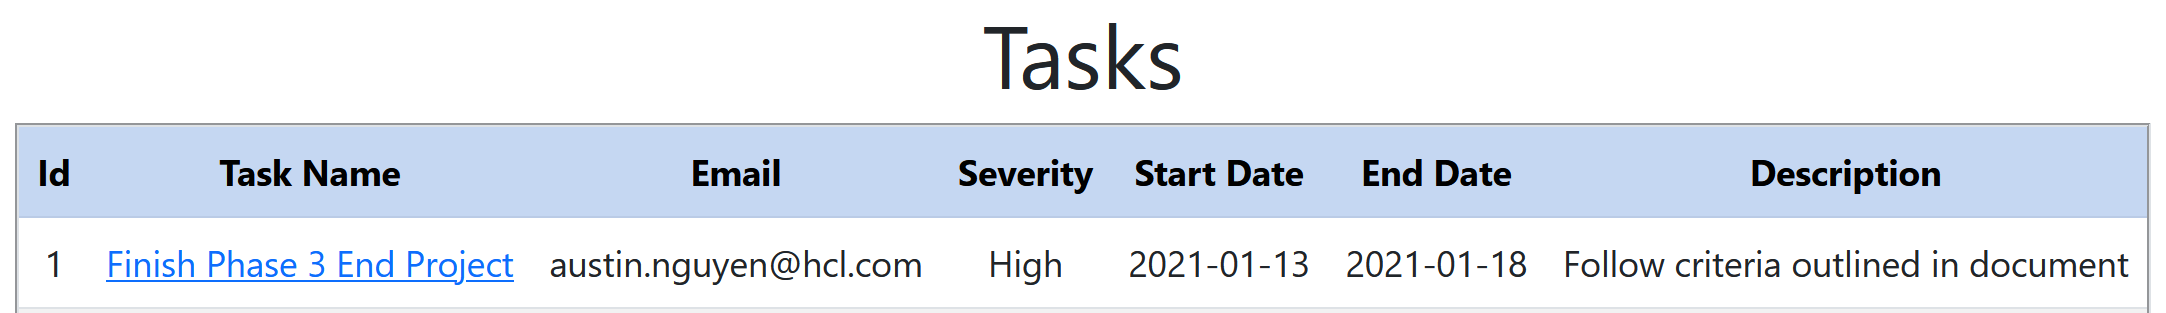 Tasks
Id Task Name Email Severity Start Date End Date Description
1 Finish Phase 3 End Project austin.nguyen@hcl.com High 2021-01-13 2021-01-18 Follow criteria outlined in document